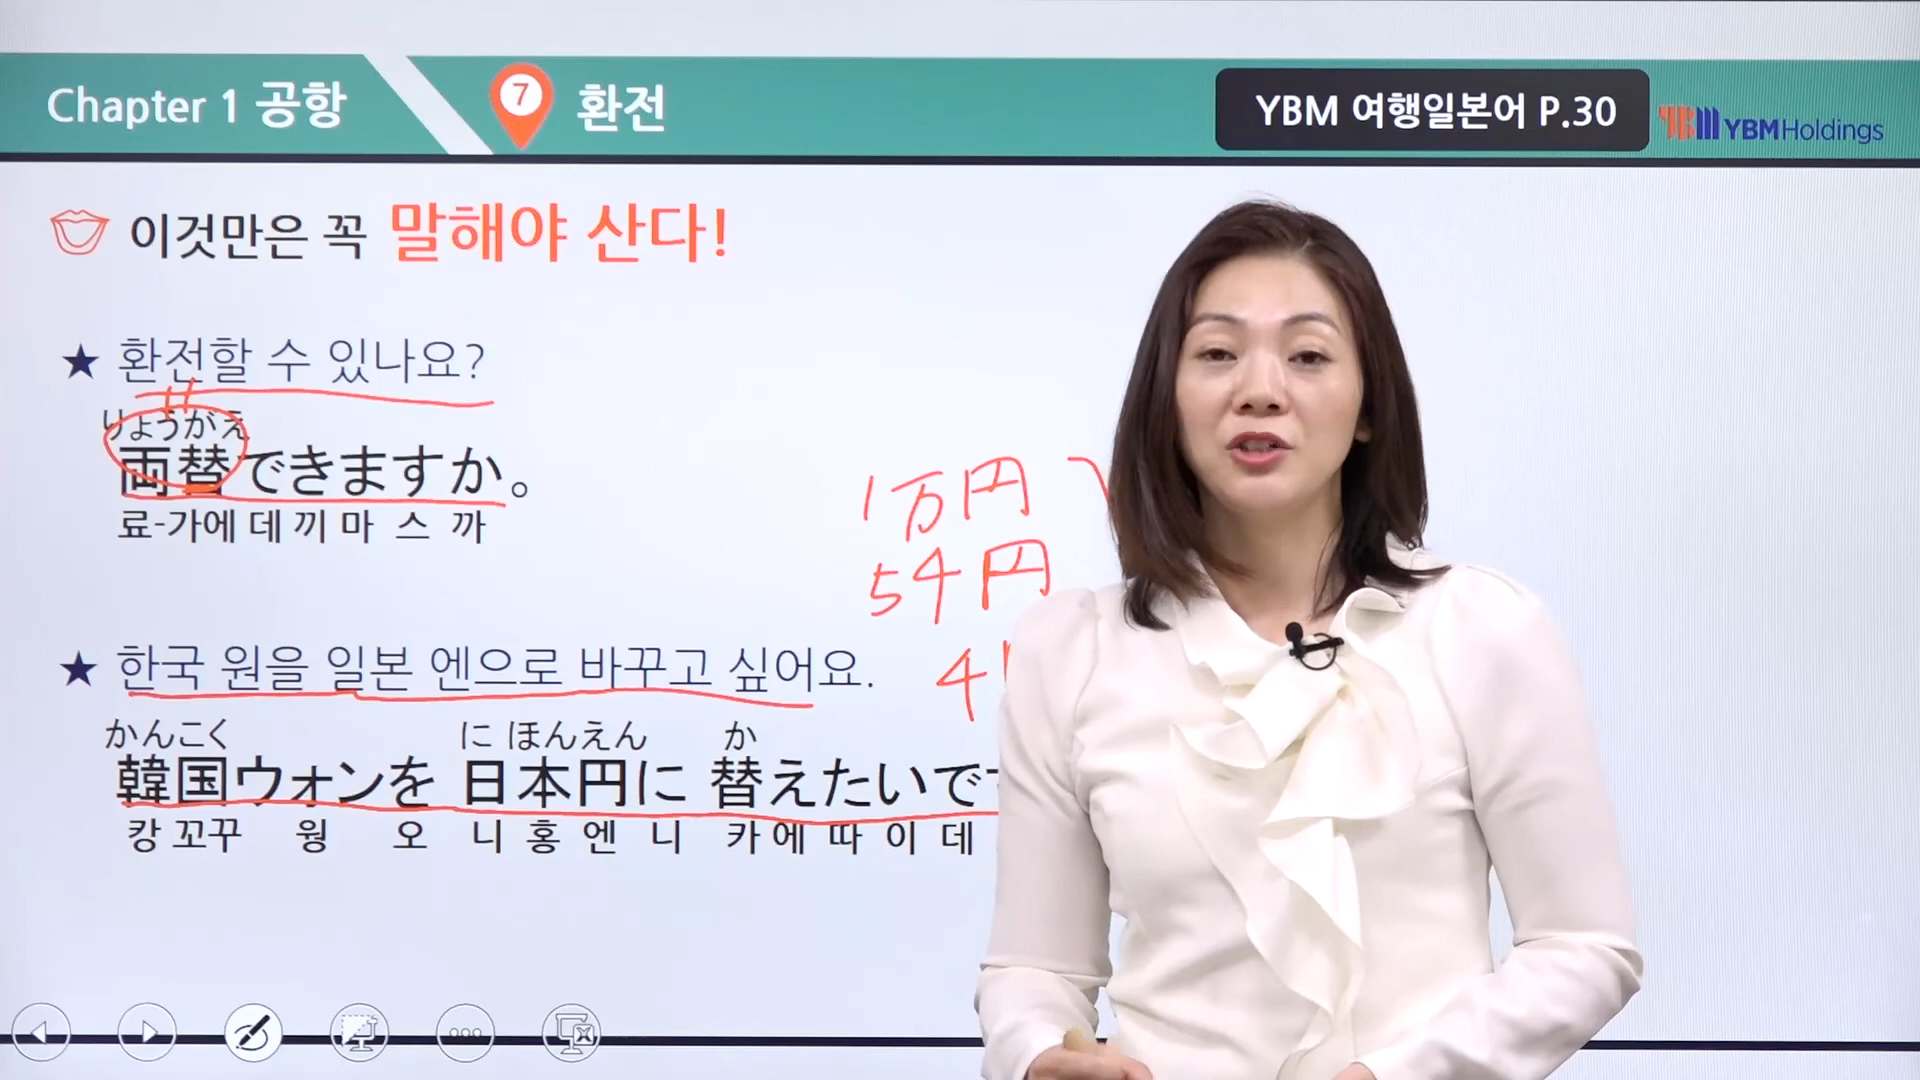 Chapter 1 공항
7 환전
YBM 여행일본어 P.30
YBM YBMHoldings
이것만은 꼭 말해야 산다!
★ 환전할 수 있나요?
りょうがえ
両替できますか。
료-가에 데 끼 마 스 까
1万円
5千円
★ 한국 원을 일본 엔으로 바꾸고 싶어요.
かんこく に ほんえん か
韓国ウォンを 日本円に 替えたいで
캉 꼬꾸 웡 오 니 홍 엔 니 카 에 따 이 데